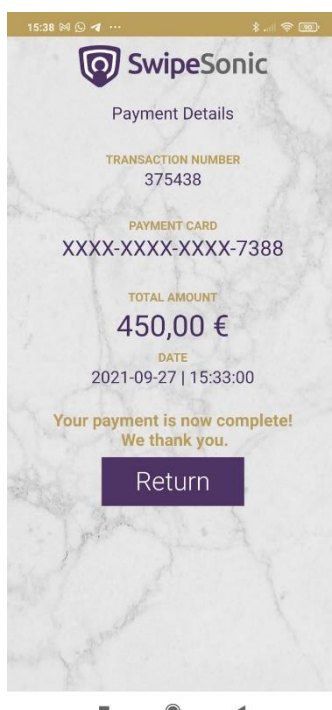 15:38
90
SwipeSonic
Payment Details
TRANSACTION NUMBER
375438
PAYMENT CARD
XXXX-XXXX-XXXX-7388
TOTAL AMOUNT
450,00 €
DATE
2021-09-27 | 15:33:00
Your payment is now complete!
We thank you.
Return